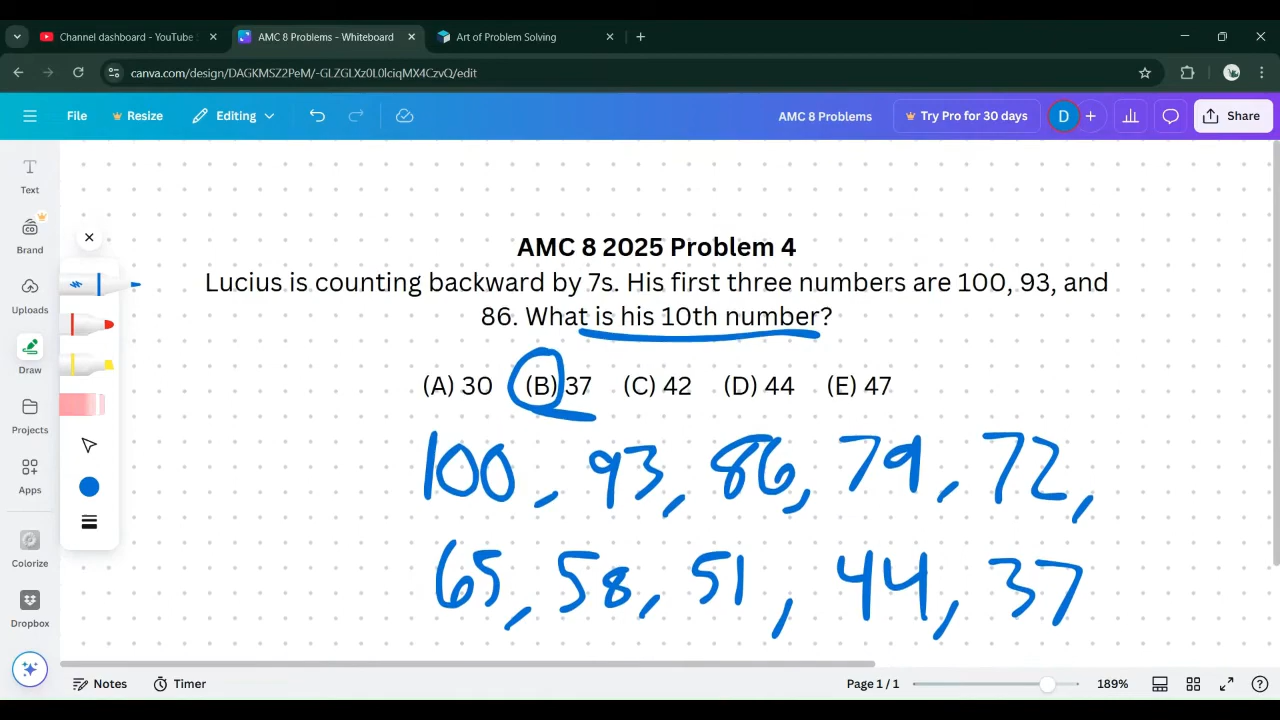 Channel dashboard - YouTube
AMC 8 Problems - Whiteboard
Art of Problem Solving
canva.com/design/DAGKMSZ2PeM/-GLZGLXz0L0lciqMX4CzvQ/edit
File
Resize
Editing
AMC 8 Problems
Try Pro for 30 days
D
Share
Text
Brand
Uploads
Draw
Projects
Apps
Colorize
Dropbox
AMC 8 2025 Problem 4
Lucius is counting backward by 7s. His first three numbers are 100, 93, and
86. What is his 10th number?
(A) 30 (B) 37 (C) 42 (D) 44 (E) 47
100, 93, 86, 79, 72,
65, 58, 51, 44, 37
Notes
Timer
Page 1 / 1
189%